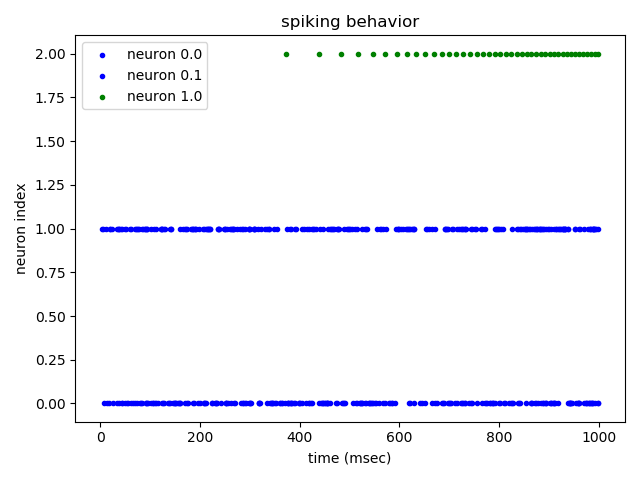 spiking behavior
neuron 0.0
neuron 0.1
neuron 1.0
2.00
1.75
1.50
1.25
1.00
0.75
0.50
0.25
0.00
neuron index
0 200 400 600 800 1000
time (msec)